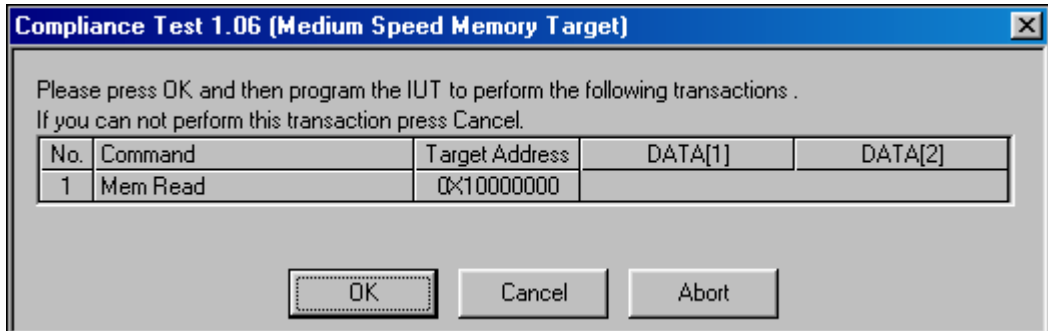 Compliance Test 1.06 (Medium Speed Memory Target)
Please press OK and then program the IUT to perform the following transactions .
If you can not perform this transaction press Cancel.
No. Command Target Address DATA[1] DATA[2]
1 Mem Read 0X10000000
OK Cancel Abort